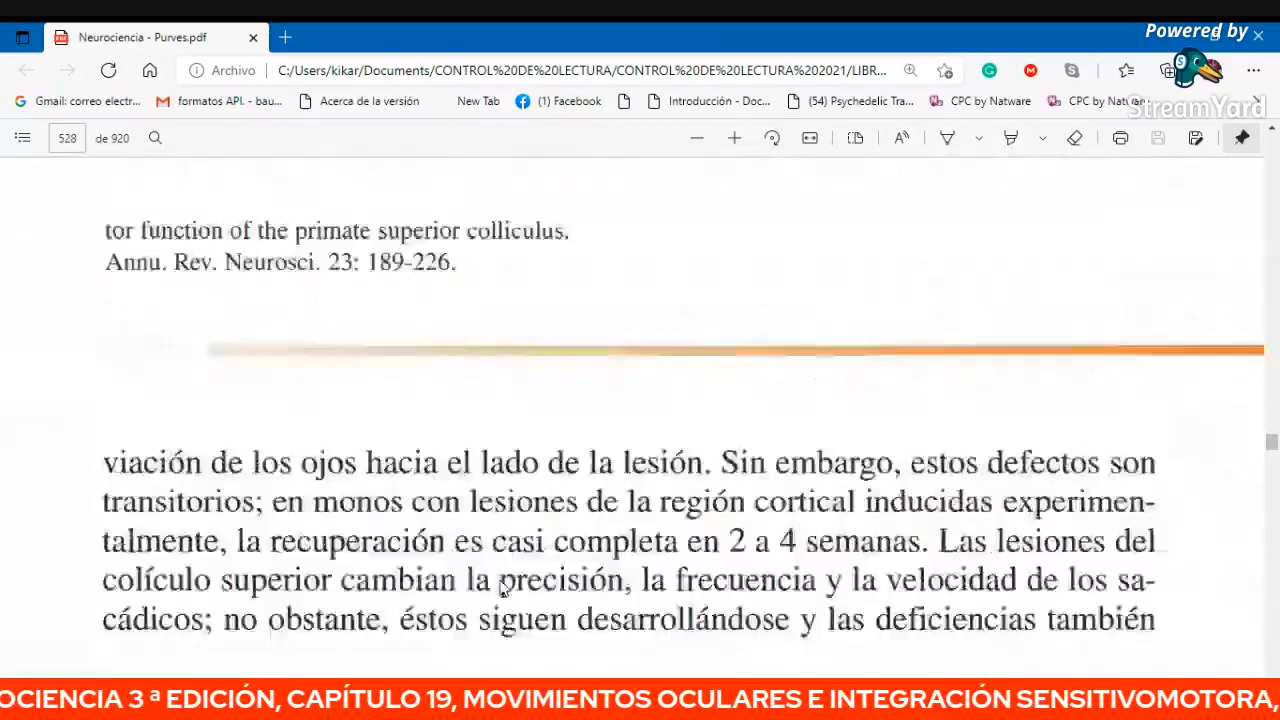 Powered by
Neurociencia - Purves.pdf
Archivo
C:/Users/kikar/Documents/CONTROL%20DE%20LECTURA/CONTROL%20DE%20LECTURA%202021/LIBR...
StreamYard
Gmail: correo electr...
formatos API. - bau...
Acerca de la versión
New Tab
(1) Facebook
Introducción - Doc...
(54) Psychedelic Tra...
CPC by Natware
CPC by Natware
528
de 920
tor function of the primate superior colliculus.
Annu. Rev. Neurosci. 23: 189-226.
viación de los ojos hacia el lado de la lesión. Sin embargo, estos defectos son
transitorios; en monos con lesiones de la región cortical inducidas experimen-
talmente, la recuperación es casi completa en 2 a 4 semanas. Las lesiones del
colículo superior cambian la precisión, la frecuencia y la velocidad de los sa-
cádicos; no obstante, éstos siguen desarrollándose y las deficiencias también
OCIENCIA 3 ª EDICIÓN, CAPÍTULO 19, MOVIMIENTOS OCULARES E INTEGRACIÓN SENSITIVOMOTORA,